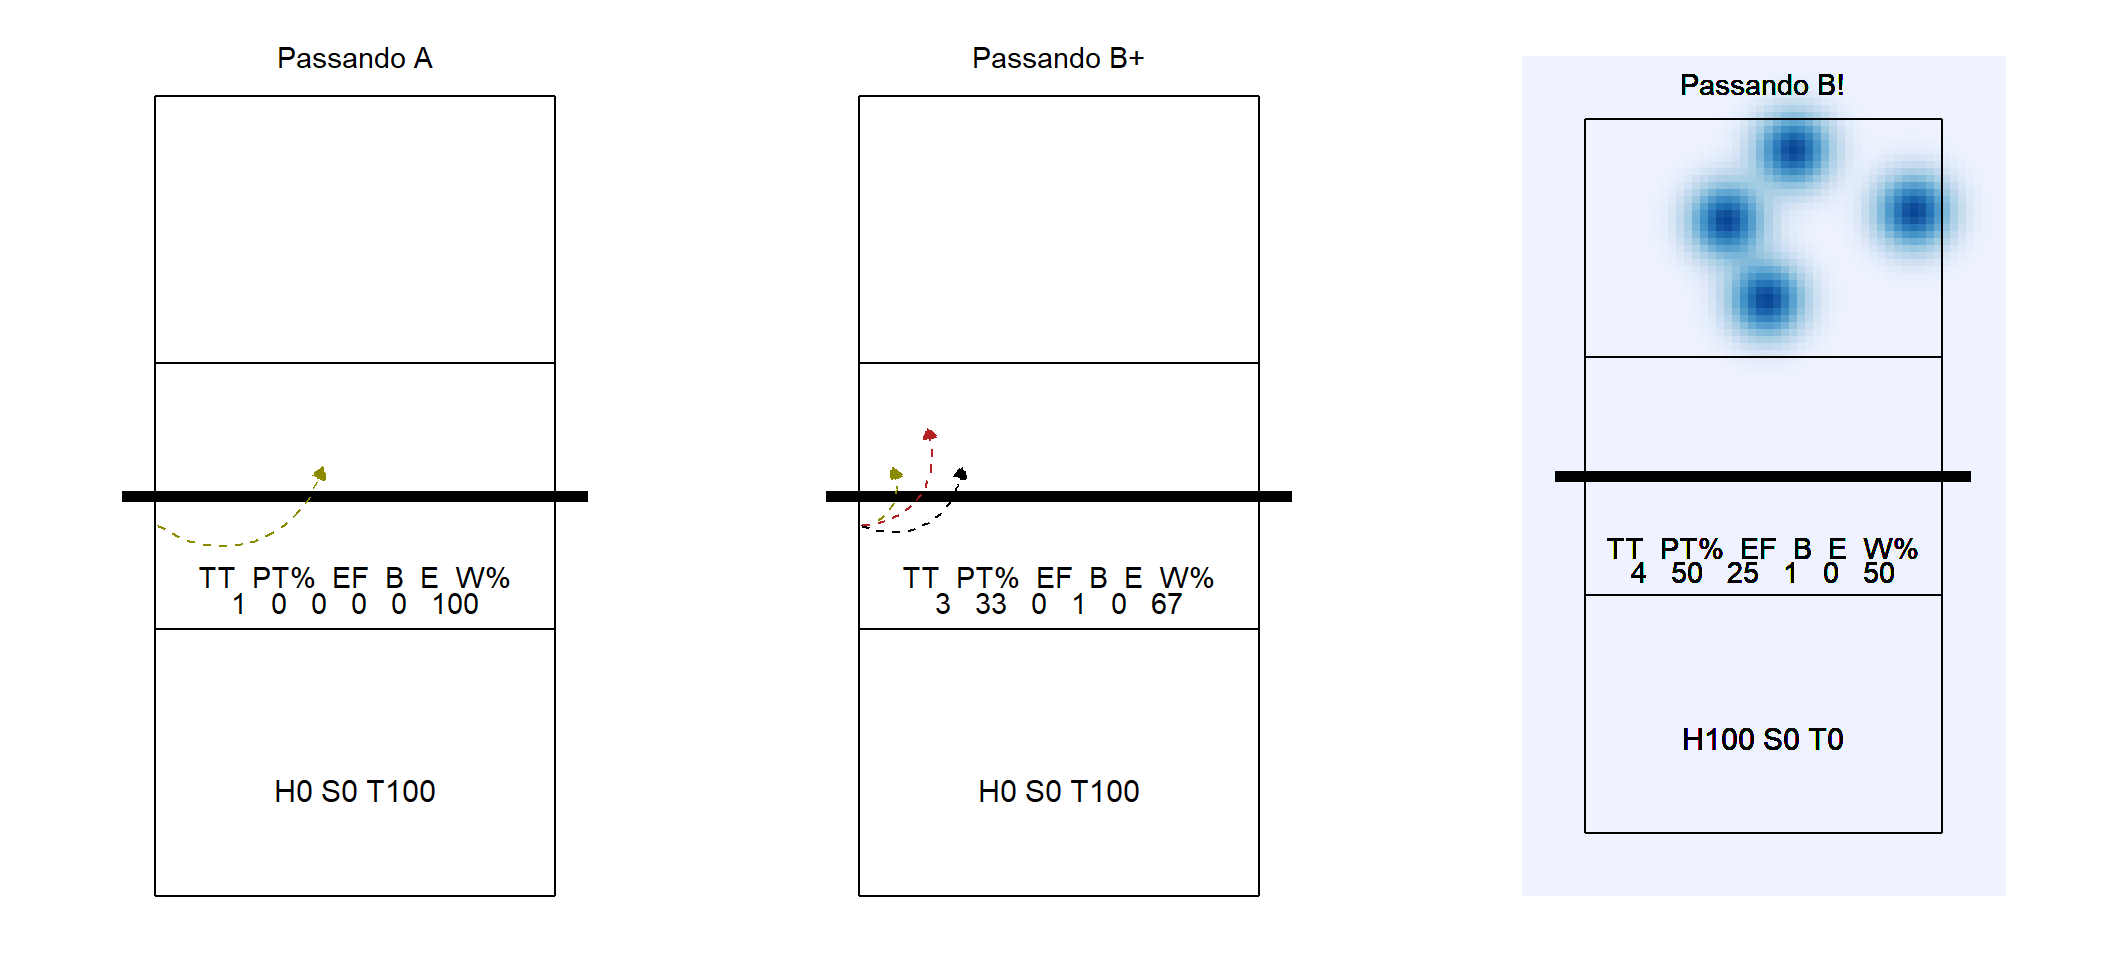 Passando A
TT PT% EF B E W%
1 0 0 0 0 100
H0 S0 T100
Passando B+
TT PT% EF B E W%
3 33 0 1 0 67
H0 S0 T100
Passando B!
TT PT% EF B E W%
4 50 25 1 0 50
H100 S0 T0